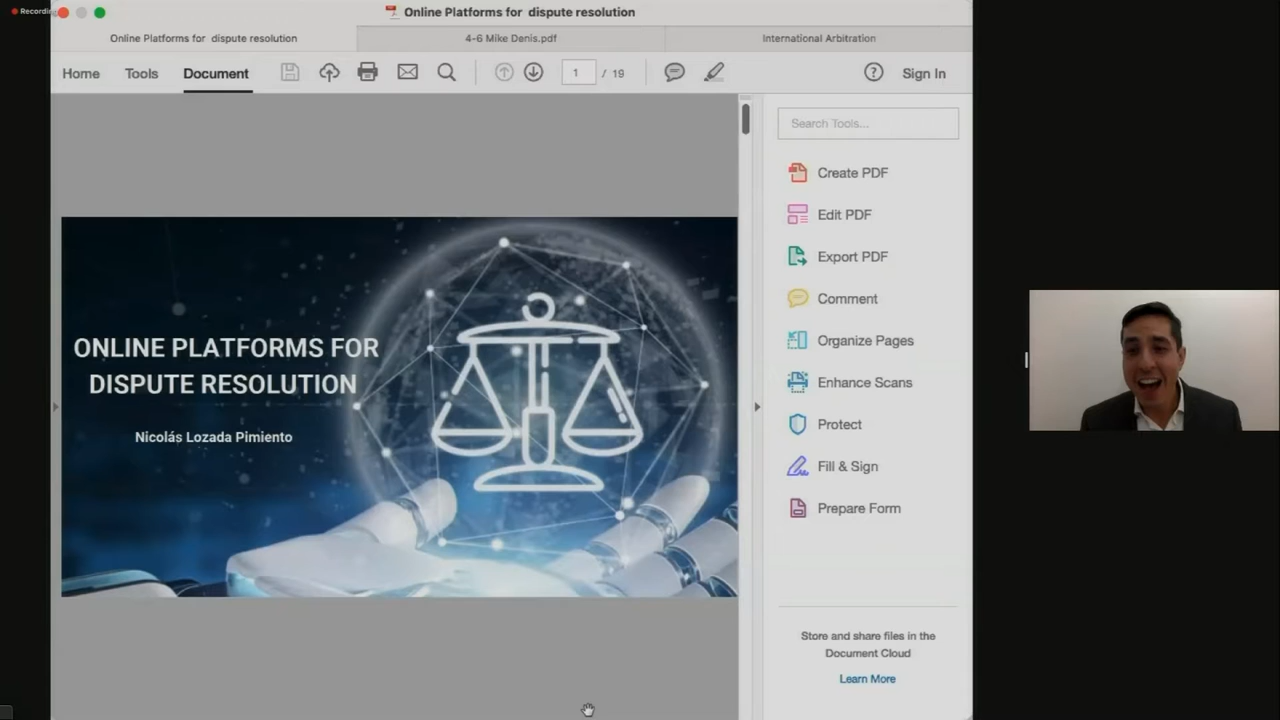 Recording
Online Platforms for dispute resolution
Online Platforms for dispute resolution
4-6 Mike Denis.pdf
International Arbitration
Home
Tools
Document
1 / 19
Sign In
Search Tools...
Create PDF
Edit PDF
Export PDF
Comment
Organize Pages
Enhance Scans
Protect
Fill & Sign
Prepare Form
Store and share files in the
Document Cloud
Learn More
ONLINE PLATFORMS FOR
DISPUTE RESOLUTION
Nicolás Lozada Pimiento